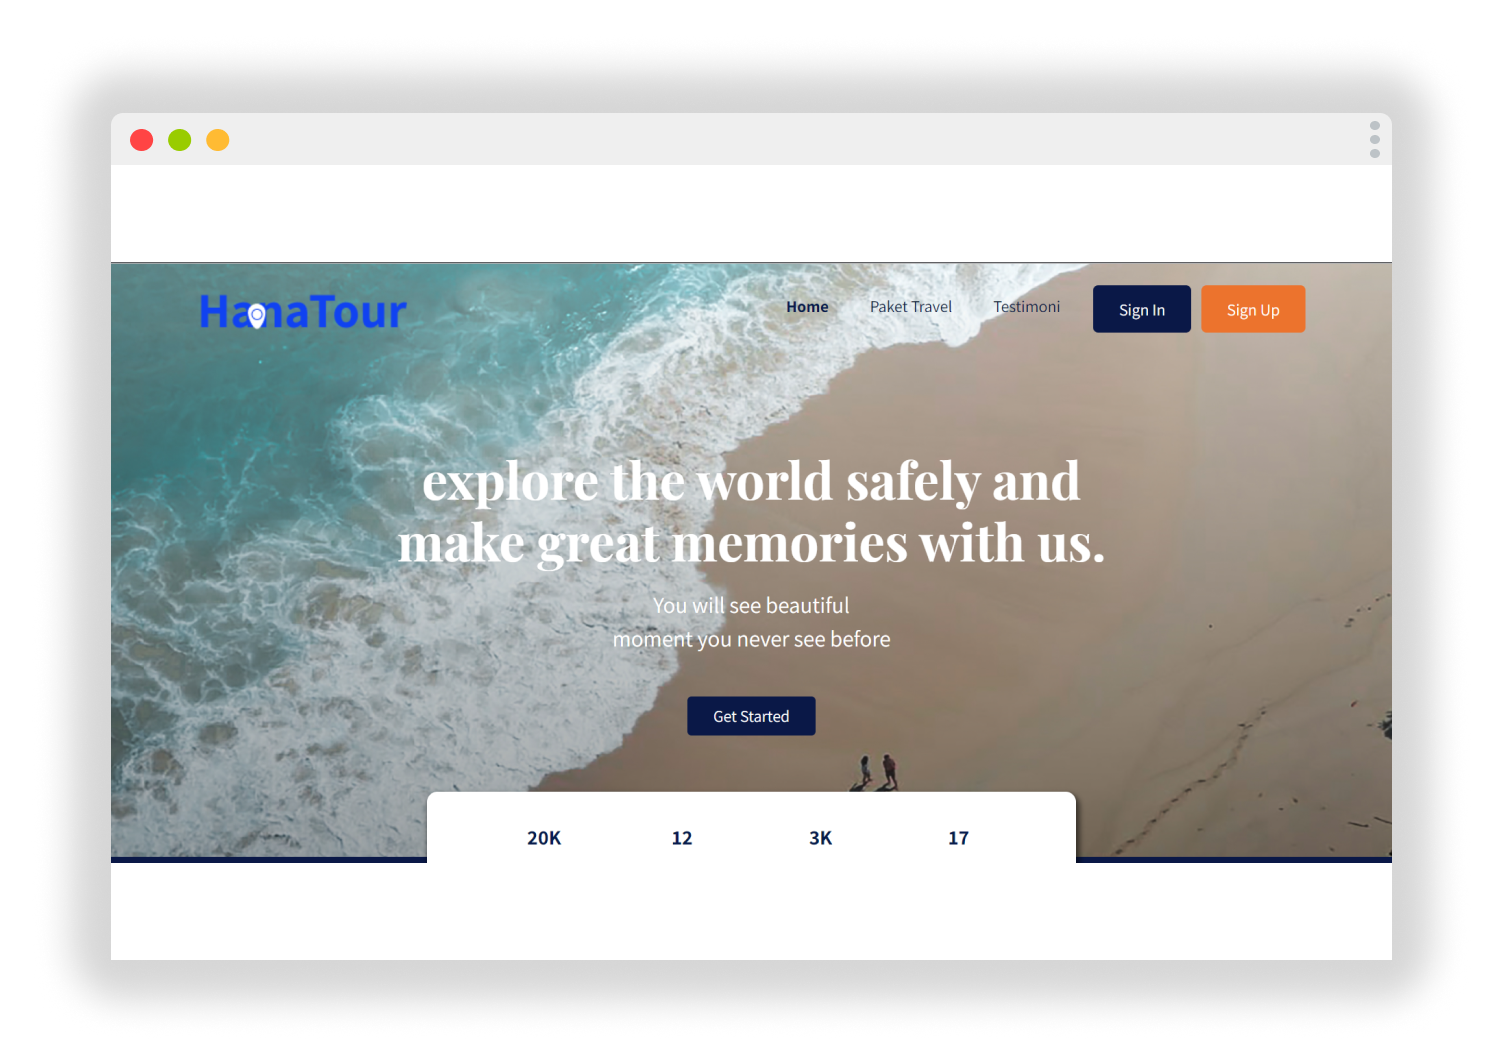 HanaTour
Home Paket Travel Testimoni Sign In Sign Up
explore the world safely and
make great memories with us.
You will see beautiful
moment you never see before
Get Started
20K 12 3K 17